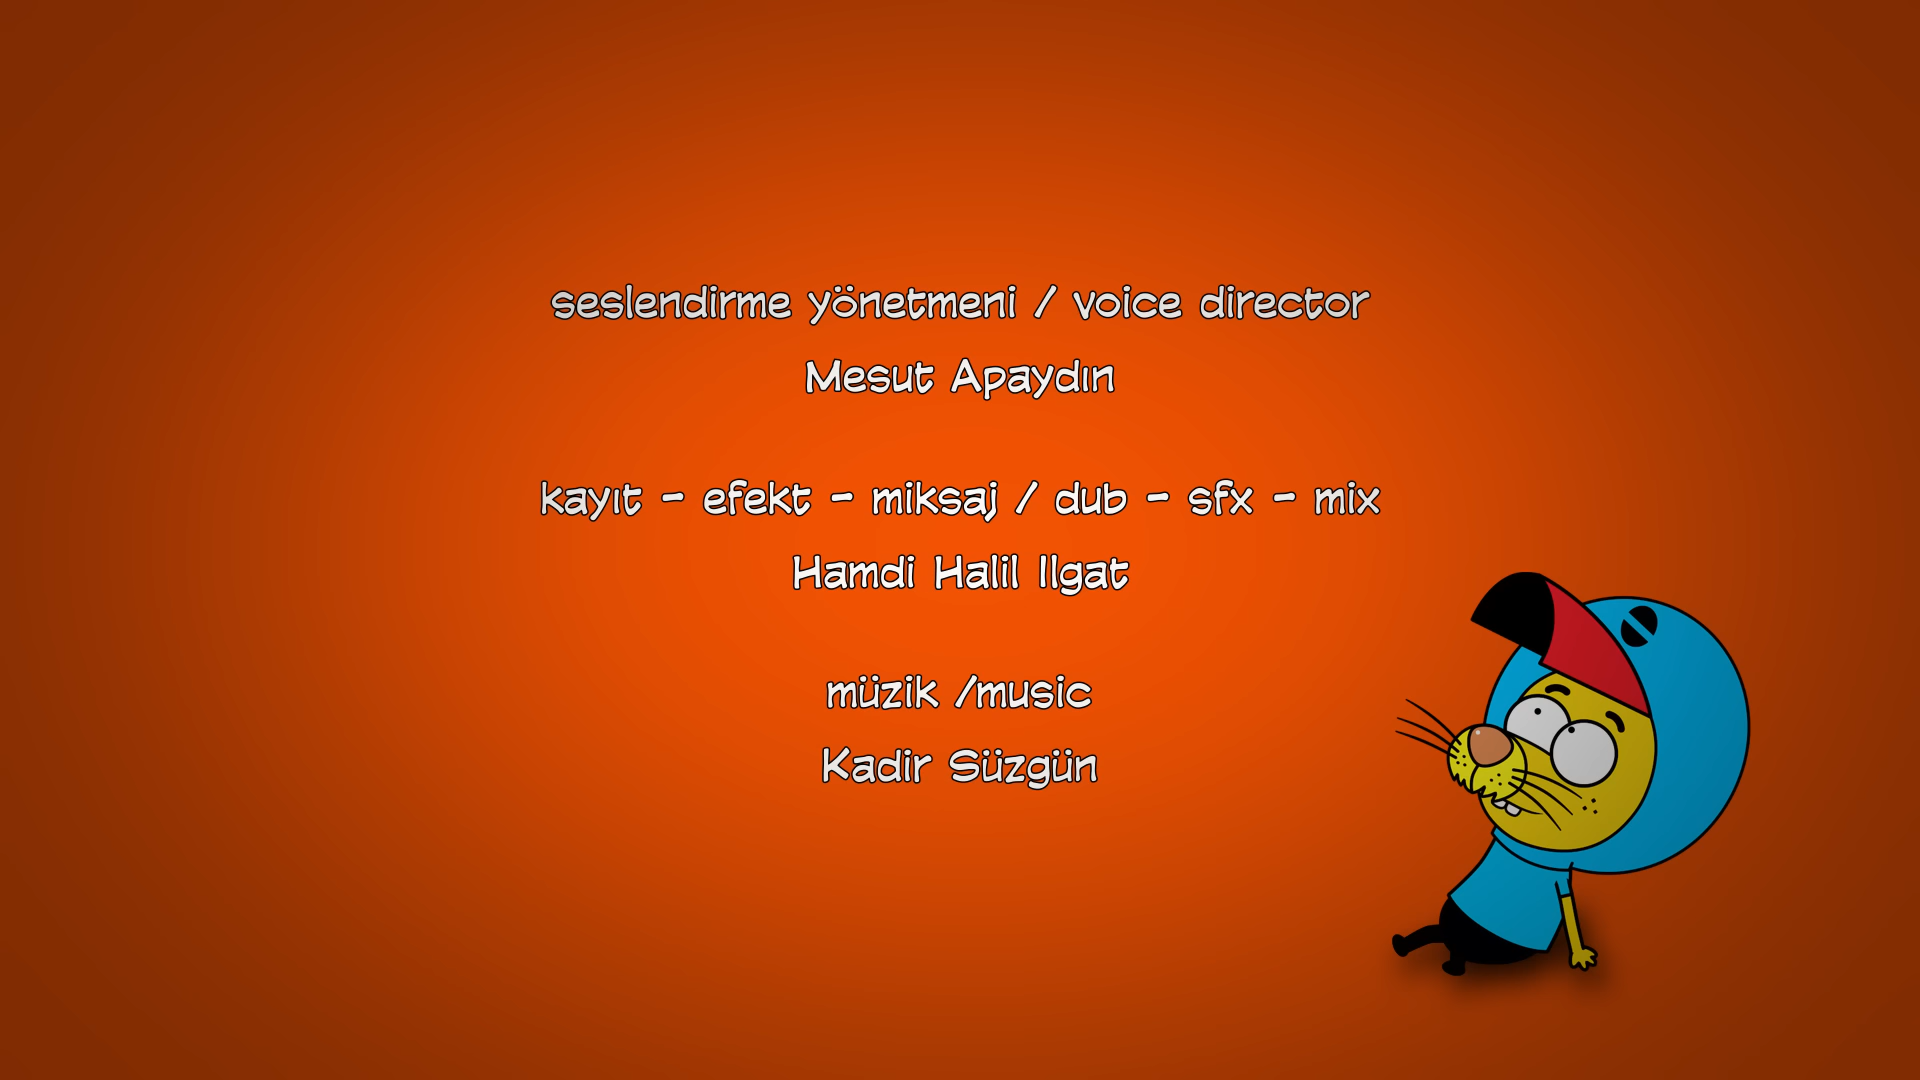 seslendirme yönetmeni / voice director
Mesut Apaydın
kayıt - efekt - miksaj / dub - sfx - mix
Hamdi Halil Ilgat
müzik /music
Kadir Süzgün